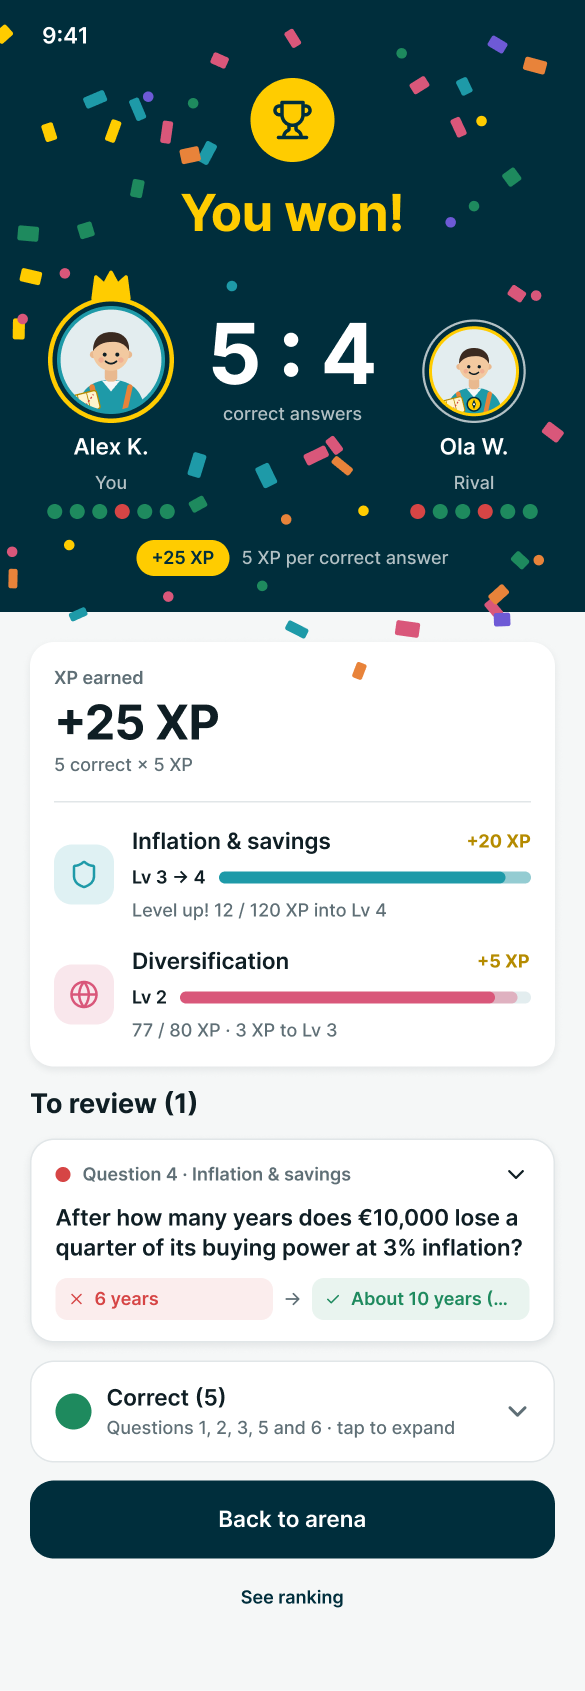 9:41
You won!
5 : 4
correct answers
Alex K.
You
Ola W.
Rival
+25 XP
5 XP per correct answer
XP earned
+25 XP
5 correct × 5 XP
Inflation & savings
+20 XP
Lv 3 → 4
Level up! 12 / 120 XP into Lv 4
Diversification
+5 XP
Lv 2
77 / 80 XP · 3 XP to Lv 3
To review (1)
Question 4 · Inflation & savings
After how many years does €10,000 lose a
quarter of its buying power at 3% inflation?
6 years
→
About 10 years (...
Correct (5)
Questions 1, 2, 3, 5 and 6 · tap to expand
Back to arena
See ranking